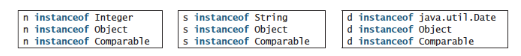 n instanceof Integer
n instanceof Object
n instanceof Comparable
s instanceof String
s instanceof Object
s instanceof Comparable
d instanceof java.util.Date
d instanceof Object
d instanceof Comparable